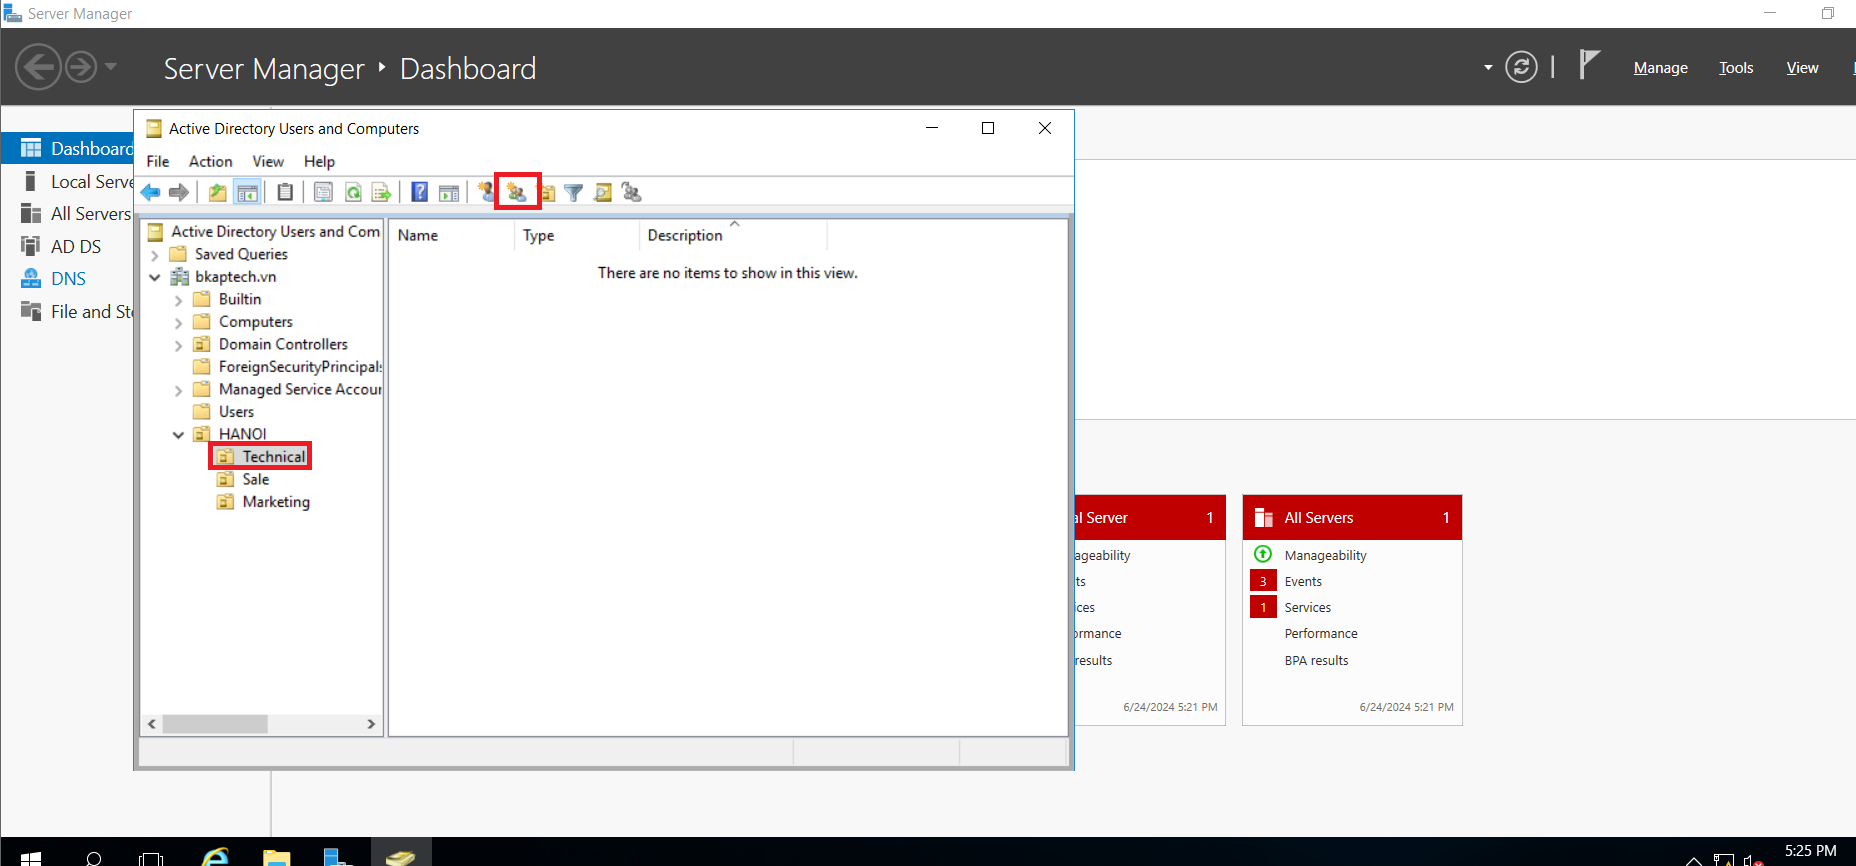 Server Manager
Server Manager ‣ Dashboard
Manage Tools View
Dashboard
Local Serve
All Servers
AD DS
DNS
File and Sto
Active Directory Users and Computers
File Action View Help
Active Directory Users and Com
Saved Queries
bkaptech.vn
Builtin
Computers
Domain Controllers
ForeignSecurityPrincipals
Managed Service Accour
Users
HANOI
Technical
Sale
Marketing
Name Type Description
There are no items to show in this view.
al Server 1
ageability
ts
ices
ormance
results
6/24/2024 5:21 PM
All Servers 1
Manageability
3 Events
1 Services
Performance
BPA results
6/24/2024 5:21 PM
5:25 PM